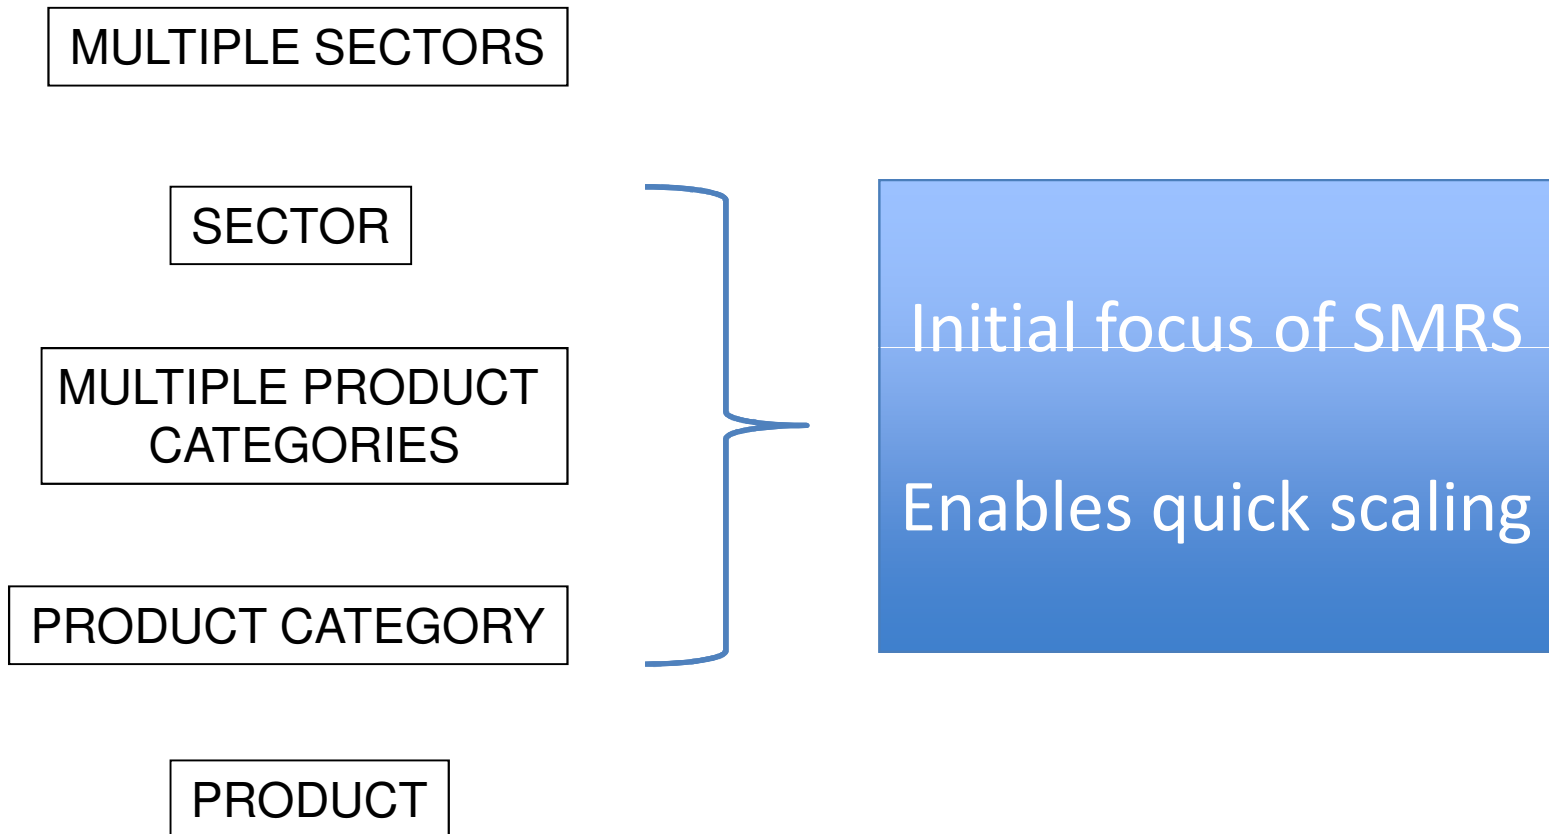 MULTIPLE SECTORS
SECTOR
MULTIPLE PRODUCT
CATEGORIES
PRODUCT CATEGORY
PRODUCT
Initial focus of SMRS
Enables quick scaling